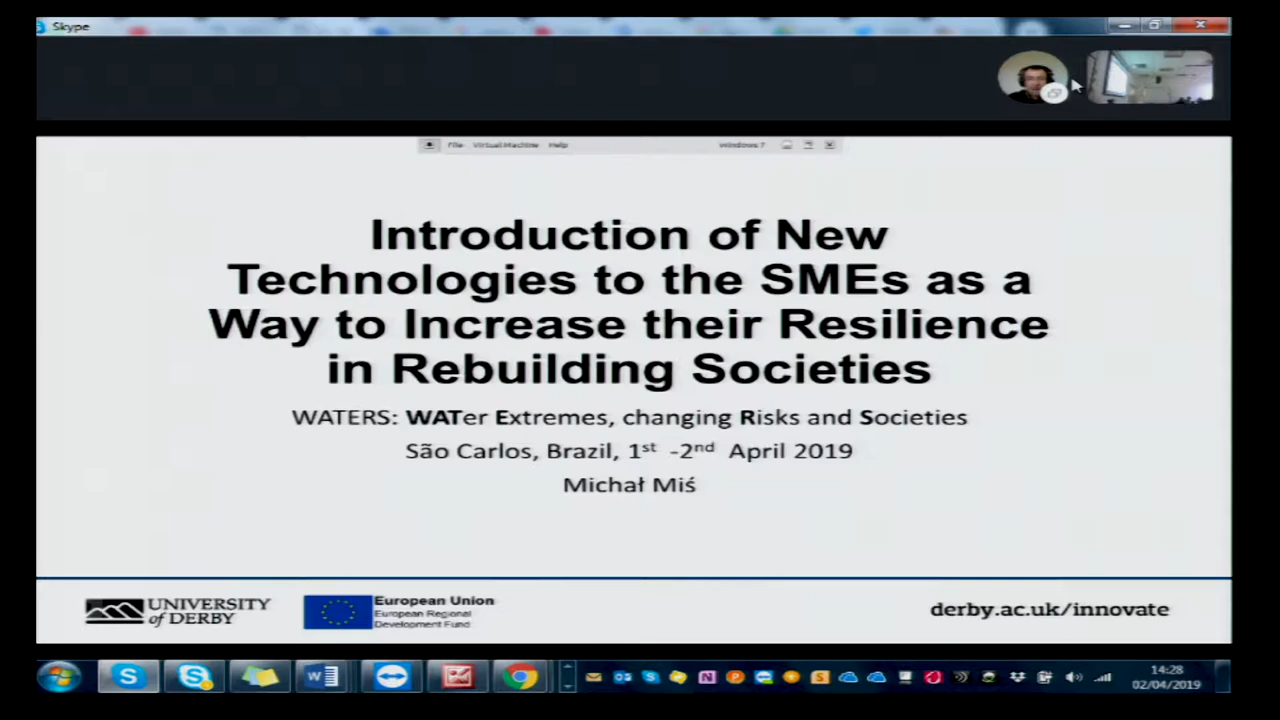 Skype
File Virtual Machine Help
Windows 7
Introduction of New
Technologies to the SMEs as a
Way to Increase their Resilience
in Rebuilding Societies
WATERS: WATer Extremes, changing Risks and Societies
São Carlos, Brazil, 1st -2nd April 2019
Michał Miś
UNIVERSITY
of DERBY
European Union
European Regional
Development Fund
derby.ac.uk/innovate
14:28
02/04/2019